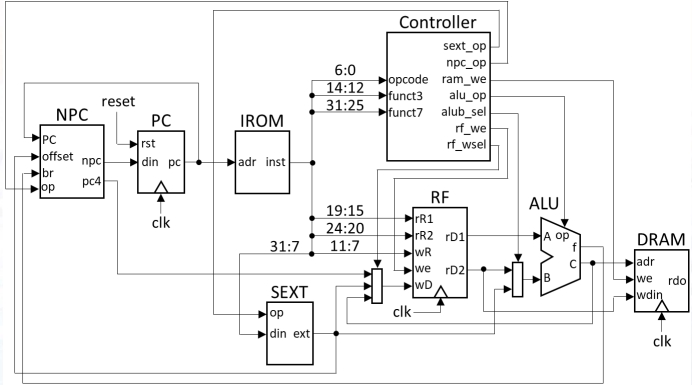 Controller
sext_op
npc_op
6:0
opcode
ram_we
14:12
funct3
alu_op
31:25
funct7
alub_sel
rf_we
rf_wsel
NPC
PC
offset
br
op
npc
pc4
reset
PC
rst
din
pc
clk
IROM
adr
inst
RF
19:15
rR1
24:20
rR2
rD1
31:7
11:7
wR
we
rD2
wD
clk
ALU
A
op
f
C
B
DRAM
adr
we
rdo
wdin
clk
SEXT
op
din
ext